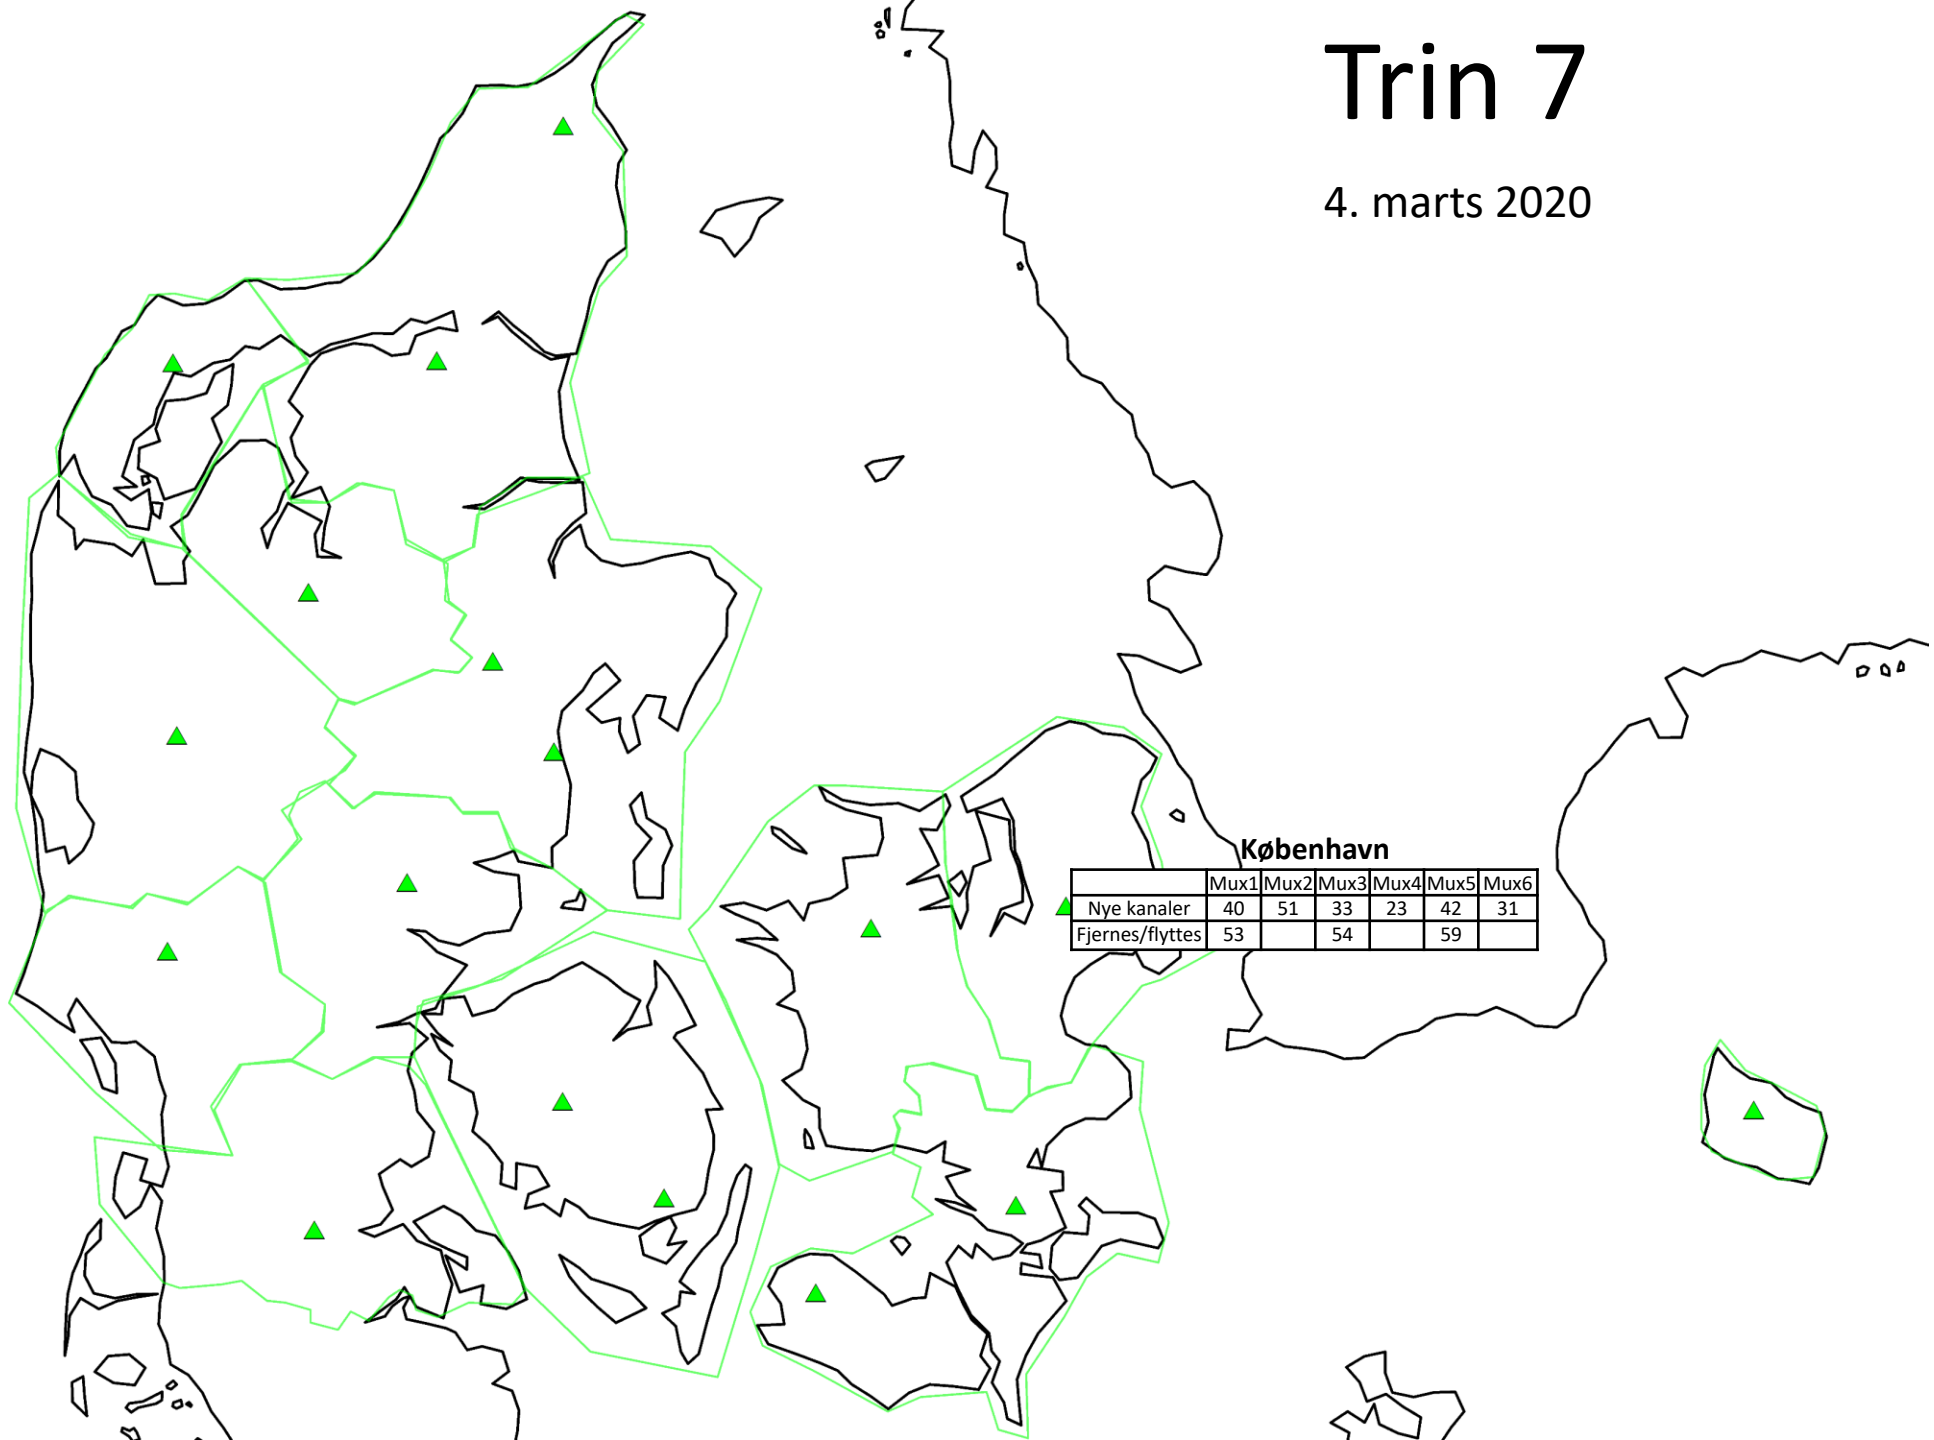 Trin 7
4. marts 2020
København
Mux1 Mux2 Mux3 Mux4 Mux5 Mux6
Nye kanaler 40 51 33 23 42 31
Fjernes/flyttes 53 54 59